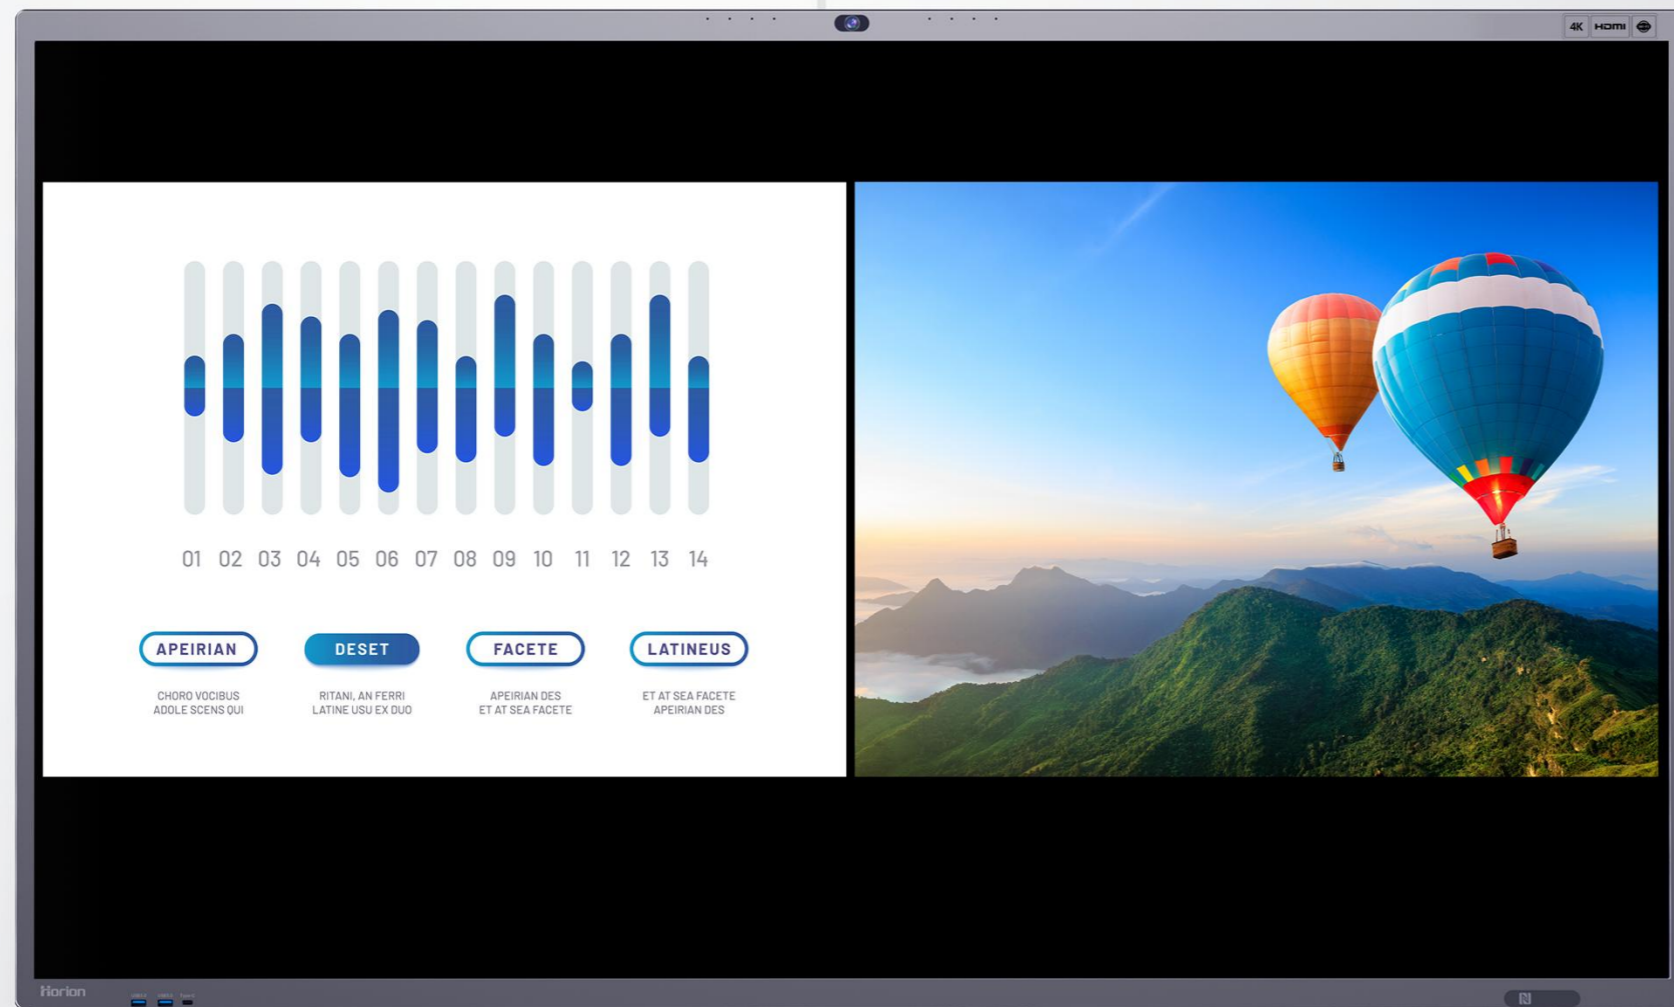 4K HDMI
01 02 03 04 05 06 07 08 09 10 11 12 13 14
APEIRIAN DESET FACETE LATINEUS
CHORO VOCIBUS
ADOLE SCENS QUI
RITANI, AN FERRI
LATINE USU EX DUO
APEIRIAN DES
ET AT SEA FACETE
ET AT SEA FACETE
APEIRIAN DES
Horion